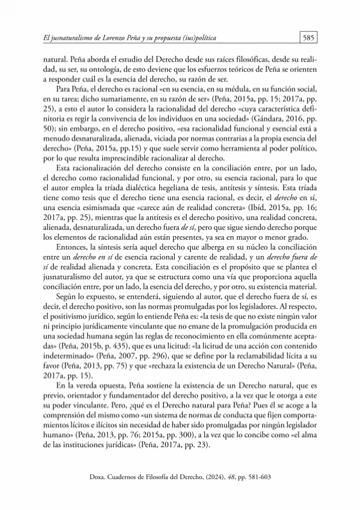 El jusnaturalismo de Lorenzo Peña y su propuesta (ius)política 585
natural. Peña aborda el estudio del Derecho desde sus raíces filosóficas, desde su reali-
dad, su ser, su ontología, de esto deviene que los esfuerzos teóricos de Peña se orienten
a responder cuál es la esencia del derecho, su razón de ser.
Para Peña, el derecho es racional «en su esencia, en su médula, en su función social,
en su tarea; dicho sumariamente, en su razón de ser» (Peña, 2015a, pp. 15; 2017a, pp.
25), a esto el autor lo considera la racionalidad del derecho «cuya característica defi-
nitoria es regir la convivencia de los individuos en una sociedad» (Gándara, 2016, pp.
50); sin embargo, en el derecho positivo, «esa racionalidad funcional y esencial está a
menudo desnaturalizada, alienada, viciada por normas contrarias a la propia esencia del
derecho» (Peña, 2015a, pp.15) y que suele servir como herramienta al poder político,
por lo que resulta imprescindible racionalizar al derecho.
Esta racionalización del derecho consiste en la conciliación entre, por un lado,
el derecho como racionalidad funcional, y por otro, su esencia racional, para lo que
el autor emplea la triada dialéctica hegeliana de tesis, antítesis y síntesis. Esta tríada
tiene como tesis que el derecho tiene una esencia racional, es decir, el derecho en sí,
una esencia esimismada que «carece aún de realidad concreta» (Ibíd, 2015a, pp. 16;
2017a, pp. 25), mientras que la antítesis es el derecho positivo, una realidad concreta,
alienada, desnaturalizada, un derecho fuera de sí, pero que sigue siendo derecho porque
los elementos de racionalidad aún están presentes, ya sea en mayor o menor grado.
Entonces, la síntesis sería aquel derecho que alberga en su núcleo la conciliación
entre un derecho en sí de esencia racional y carente de realidad, y un derecho fuera de
sí de realidad alienada y concreta. Esta conciliación es el propósito que se plantea el
jusnaturalismo del autor, ya que se estructura como una vía que proporciona aquella
conciliación entre, por un lado, la esencia del derecho, y por otro, su existencia material.
Según lo expuesto, se entenderá, siguiendo al autor, que el derecho fuera de sí, es
decir, el derecho positivo, son las normas promulgadas por los legisladores. Al respecto,
el positivismo jurídico, según lo entiende Peña es: «la tesis de que no existe ningún valor
ni principio jurídicamente vinculante que no emane de la promulgación producida en
una sociedad humana según las reglas de reconocimiento en ella comúnmente acepta-
das» (Peña, 2015b, p. 435), que es una licitud: «la licitud de una acción con contenido
indeterminado» (Peña, 2007, pp. 296), que se define por la reclamabilidad lícita a su
favor (Peña, 2013, pp. 75) y que «rechaza la existencia de un Derecho Natural» (Peña,
2017a, pp. 15).
En la vereda opuesta, Peña sostiene la existencia de un Derecho natural, que es
previo, orientador y fundamentador del derecho positivo, a la vez que le otorga a este
su poder vinculante. Pero, ¿qué es el Derecho natural para Peña? Pues él se acoge a la
comprensión del mismo como «un sistema de normas de conducta que fijen comporta-
mientos lícitos e ilícitos sin necesidad de haber sido promulgadas por ningún legislador
humano» (Peña, 2013, pp. 76; 2015a, pp. 300), a la vez que lo concibe como «el alma
de las instituciones jurídicas» (Peña, 2017a, pp. 23).
Doxa. Cuadernos de Filosofía del Derecho, (2024), 48, pp. 581-603